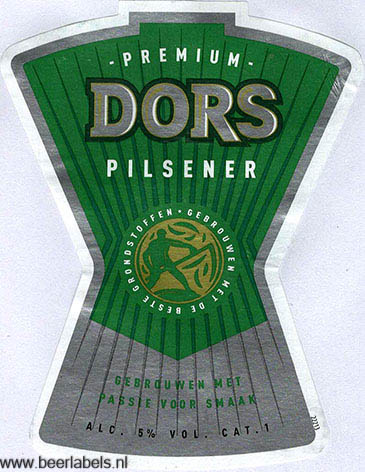 - PREMIUM -
DORS
PILSENER
GEBROUWEN MET DE BESTE GRONDSTOFFEN •
GEBROUWEN MET
PASSIE VOOR SMAAK
ALC. 5% VOL. CAT.1
www.beerlabels.nl